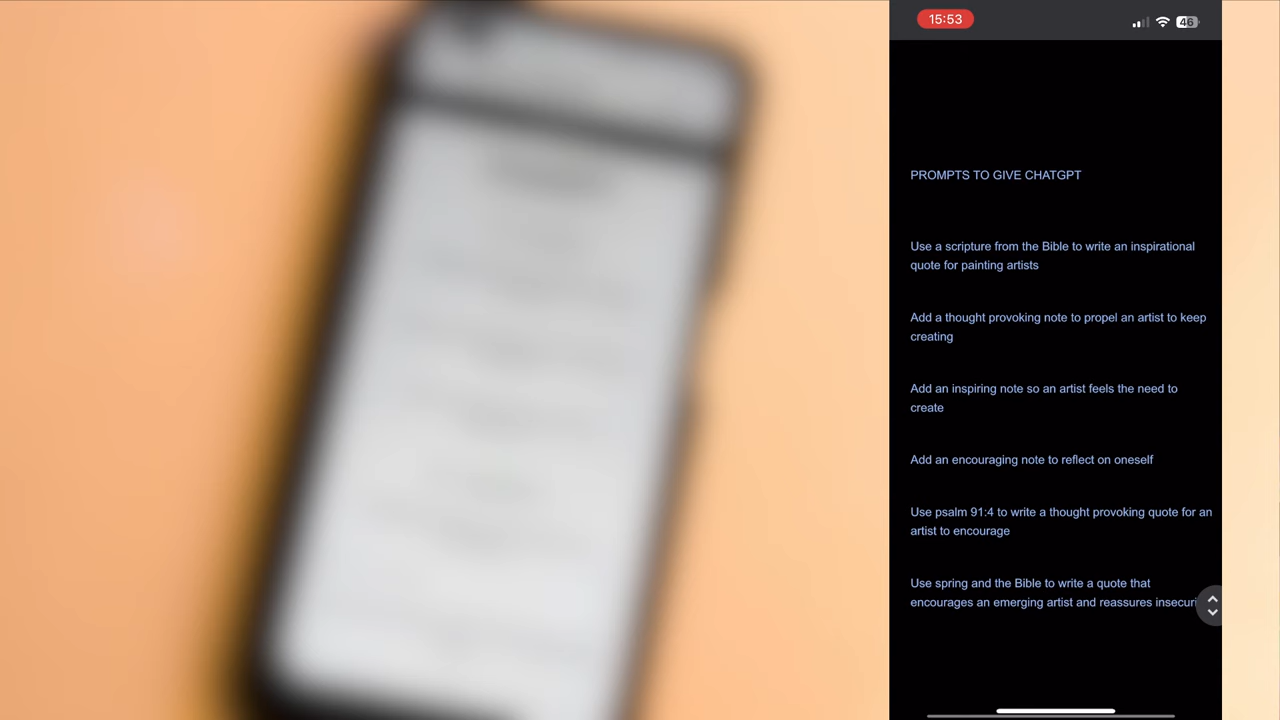 15:53
46
PROMPTS TO GIVE CHATGPT
Use a scripture from the Bible to write an inspirational
quote for painting artists
Add a thought provoking note to propel an artist to keep
creating
Add an inspiring note so an artist feels the need to
create
Add an encouraging note to reflect on oneself
Use psalm 91:4 to write a thought provoking quote for an
artist to encourage
Use spring and the Bible to write a quote that
encourages an emerging artist and reassures